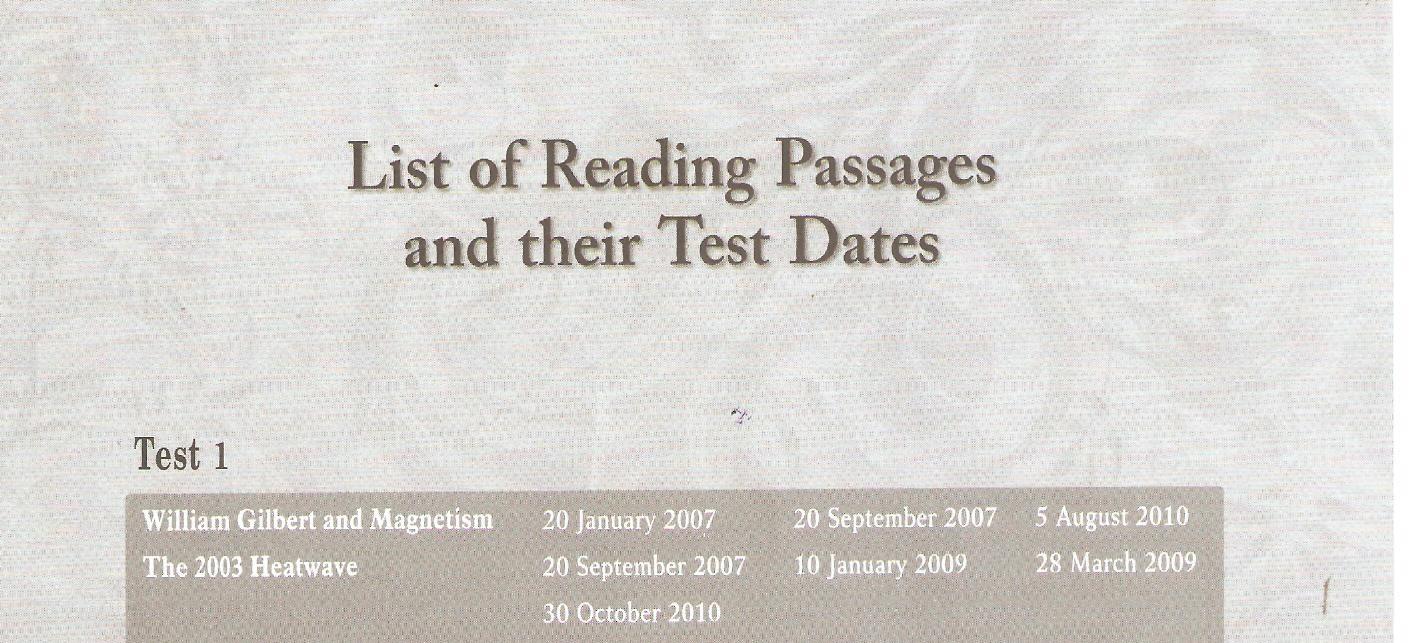 List of Reading Passages
and their Test Dates
Test 1
William Gilbert and Magnetism 20 January 2007 20 September 2007 5 August 2010
The 2003 Heatwave 20 September 2007 10 January 2009 28 March 2009
30 October 2010